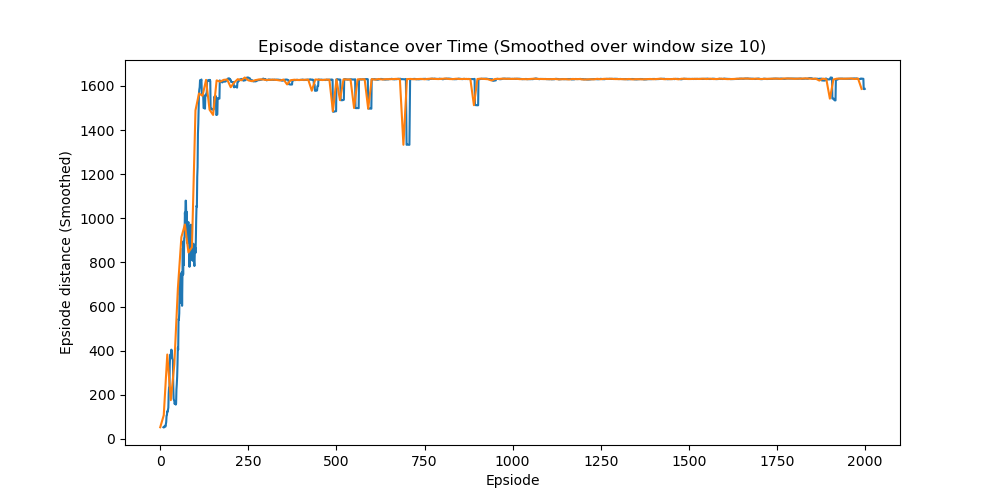 Episode distance over Time (Smoothed over window size 10)
Epsiode distance (Smoothed)
1600
1400
1200
1000
800
600
400
200
0
0 250 500 750 1000 1250 1500 1750 2000
Epsiode